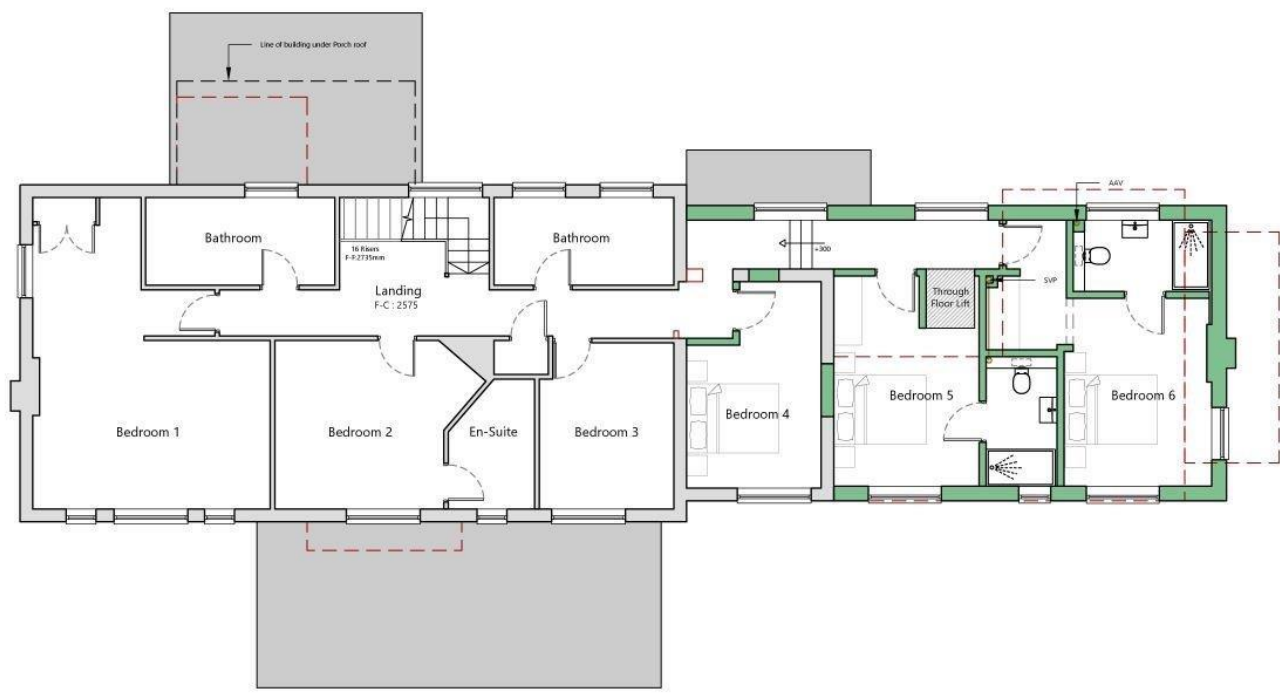 Line of building under Porch roof
AAV
Bathroom
16 Risers
F-F:2735mm
Bathroom
+300
Landing
F-C : 2575
Through
Floor Lift
SVP
Bedroom 1
Bedroom 2
En-Suite
Bedroom 3
Bedroom 4
Bedroom 5
Bedroom 6